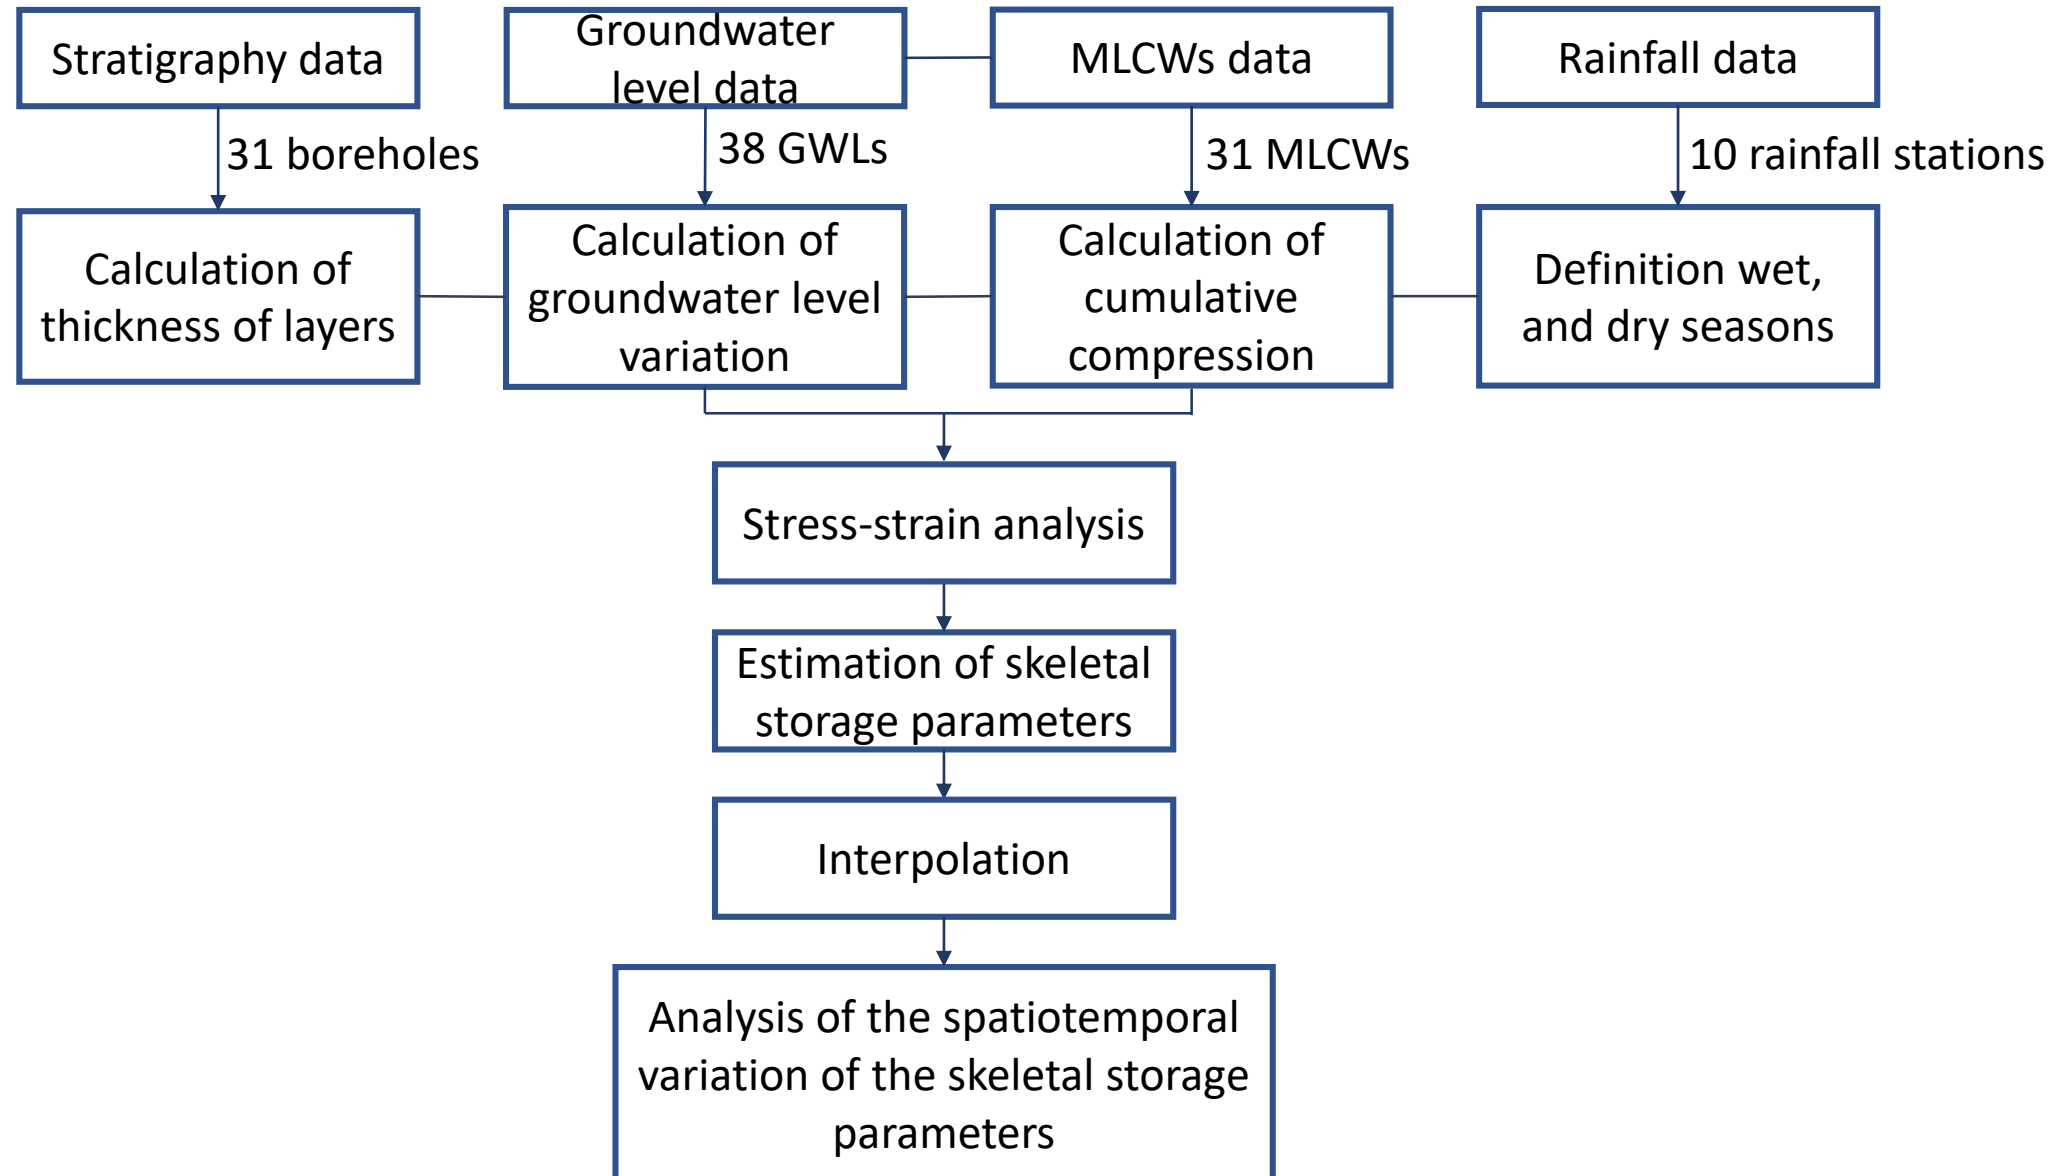 Stratigraphy data
Groundwater
level data
MLCWs data
Rainfall data
31 boreholes
38 GWLs
31 MLCWs
10 rainfall stations
Calculation of
thickness of layers
Calculation of
groundwater level
variation
Calculation of
cumulative
compression
Definition wet,
and dry seasons
Stress-strain analysis
Estimation of skeletal
storage parameters
Interpolation
Analysis of the spatiotemporal
variation of the skeletal storage
parameters